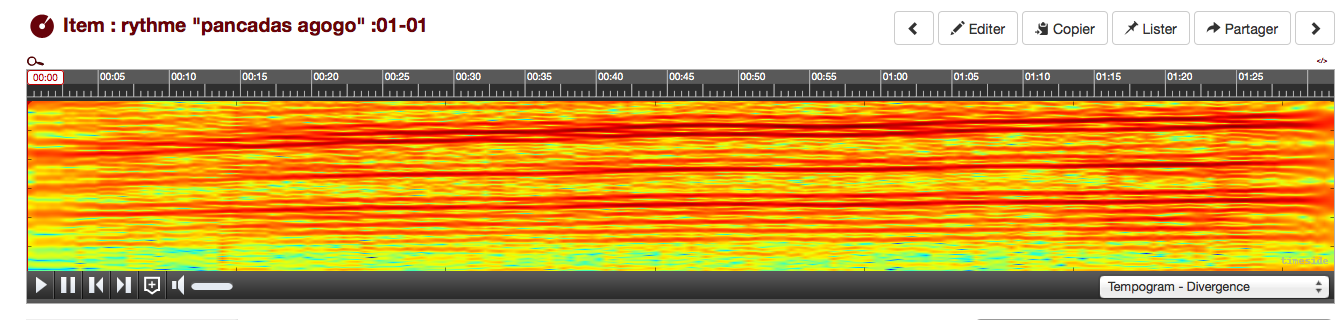 Item : rythme "pancadas agogo" :01-01
Editer Copier Lister Partager
</>
00:00 00:05 00:10 00:15 00:20 00:25 00:30 00:35 00:40 00:45 00:50 00:55 01:00 01:05 01:10 01:15 01:20 01:25
timeside
Tempogram - Divergence